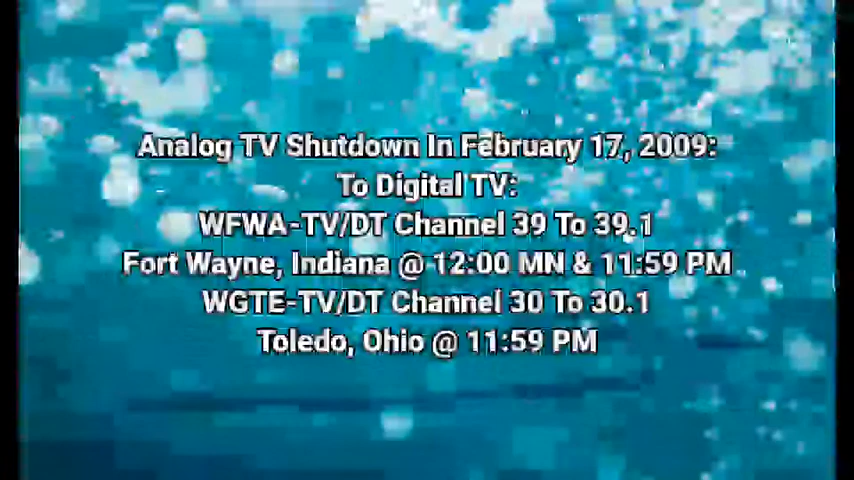 Analog TV Shutdown In February 17, 2009:
To Digital TV:
WFWA-TV/DT Channel 39 To 39.1
Fort Wayne, Indiana @ 12:00 MN & 11:59 PM
WGTE-TV/DT Channel 30 To 30.1
Toledo, Ohio @ 11:59 PM